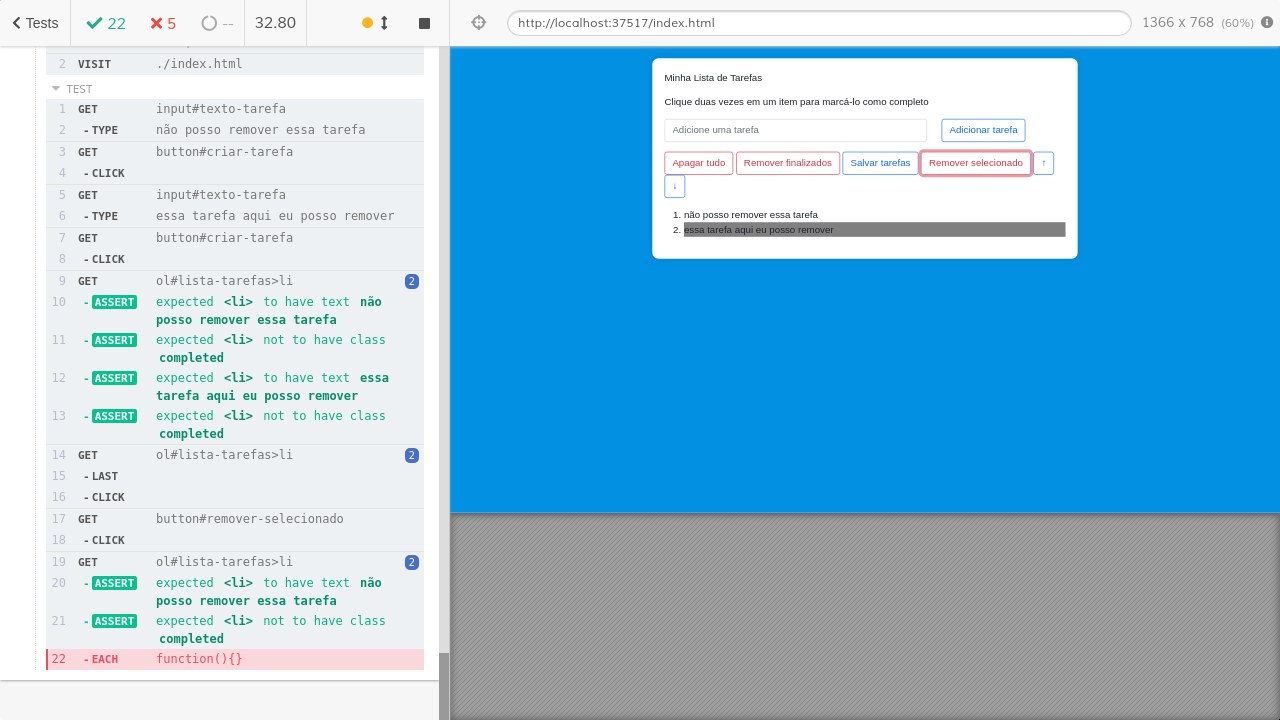 Tests
22
5
--
32.80
2 VISIT ./index.html
TEST
1 GET input#texto-tarefa
2 -TYPE não posso remover essa tarefa
3 GET button#criar-tarefa
4 -CLICK
5 GET input#texto-tarefa
6 -TYPE essa tarefa aqui eu posso remover
7 GET button#criar-tarefa
8 -CLICK
9 GET ol#lista-tarefas>li 2
10 -ASSERT expected <li> to have text não
posso remover essa tarefa
11 -ASSERT expected <li> not to have class
completed
12 -ASSERT expected <li> to have text essa
tarefa aqui eu posso remover
13 -ASSERT expected <li> not to have class
completed
14 GET ol#lista-tarefas>li 2
15 -LAST
16 -CLICK
17 GET button#remover-selecionado
18 -CLICK
19 GET ol#lista-tarefas>li 2
20 -ASSERT expected <li> to have text não
posso remover essa tarefa
21 -ASSERT expected <li> not to have class
completed
22 -EACH function(){}
http://localhost:37517/index.html
1366 x 768 (60%)
Minha Lista de Tarefas
Clique duas vezes em um item para marcá-lo como completo
Adicione uma tarefa
Adicionar tarefa
Apagar tudo
Remover finalizados
Salvar tarefas
Remover selecionado
↑
↓
1. não posso remover essa tarefa
2. essa tarefa aqui eu posso remover